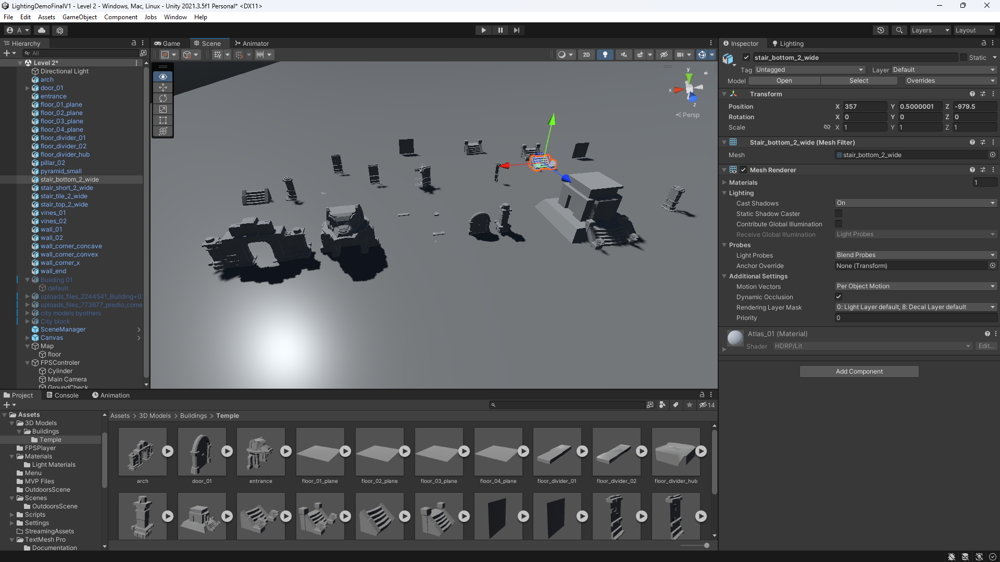 LightingDemoFinalV1 - Level 2 - Windows, Mac, Linux - Unity 2021.3.5f1 Personal* <DX11>
File Edit Assets GameObject Component Jobs Window Help
A
Layers Layout
Hierarchy
All
Level 2*
Directional Light
arch
door_01
entrance
floor_01_plane
floor_02_plane
floor_03_plane
floor_04_plane
floor_divider_01
floor_divider_02
floor_divider_hub
pillar_02
pyramid_small
stair_bottom_2_wide
stair_short_2_wide
stair_tile_2_wide
stair_top_2_wide
vines_01
vines_02
wall_01
wall_02
wall_corner_concave
wall_corner_convex
wall_corner_x
wall_end
Building 01
default
uploads_files_2244541_Building+0
uploads_files_773677_predio_come
city models byothers
City block
SceneManager
Canvas
Map
floor
FPSControler
Cylinder
Main Camera
GroundCheck
Game Scene Animator
2D
y
x
z
Persp
Inspector Lighting
stair_bottom_2_wide Static
Tag Untagged Layer Default
Model Open Select Overrides
Transform
Position X 357 Y 0.5000001 Z -979.5
Rotation X 0 Y 0 Z 0
Scale X 1 Y 1 Z 1
Stair_bottom_2_wide (Mesh Filter)
Mesh stair_bottom_2_wide
Mesh Renderer
Materials 1
Lighting
Cast Shadows On
Static Shadow Caster
Contribute Global Illumination
Receive Global Illumination Light Probes
Probes
Light Probes Blend Probes
Anchor Override None (Transform)
Additional Settings
Motion Vectors Per Object Motion
Dynamic Occlusion
Rendering Layer Mask 0: Light Layer default, 8: Decal Layer default
Priority 0
Atlas_01 (Material)
Shader HDRP/Lit Edit...
Add Component
Project Console Animation
14
Assets
3D Models
Buildings
Temple
FPSPlayer
Materials
Light Materials
Menu
MVP Files
OutdoorsScene
Scenes
OutdoorsScene
Scripts
Settings
StreamingAssets
TextMesh Pro
Documentation
Assets > 3D Models > Buildings > Temple
arch door_01 entrance floor_01_plane floor_02_plane floor_03_plane floor_04_plane floor_divider_01 floor_divider_02 floor_divider_hub